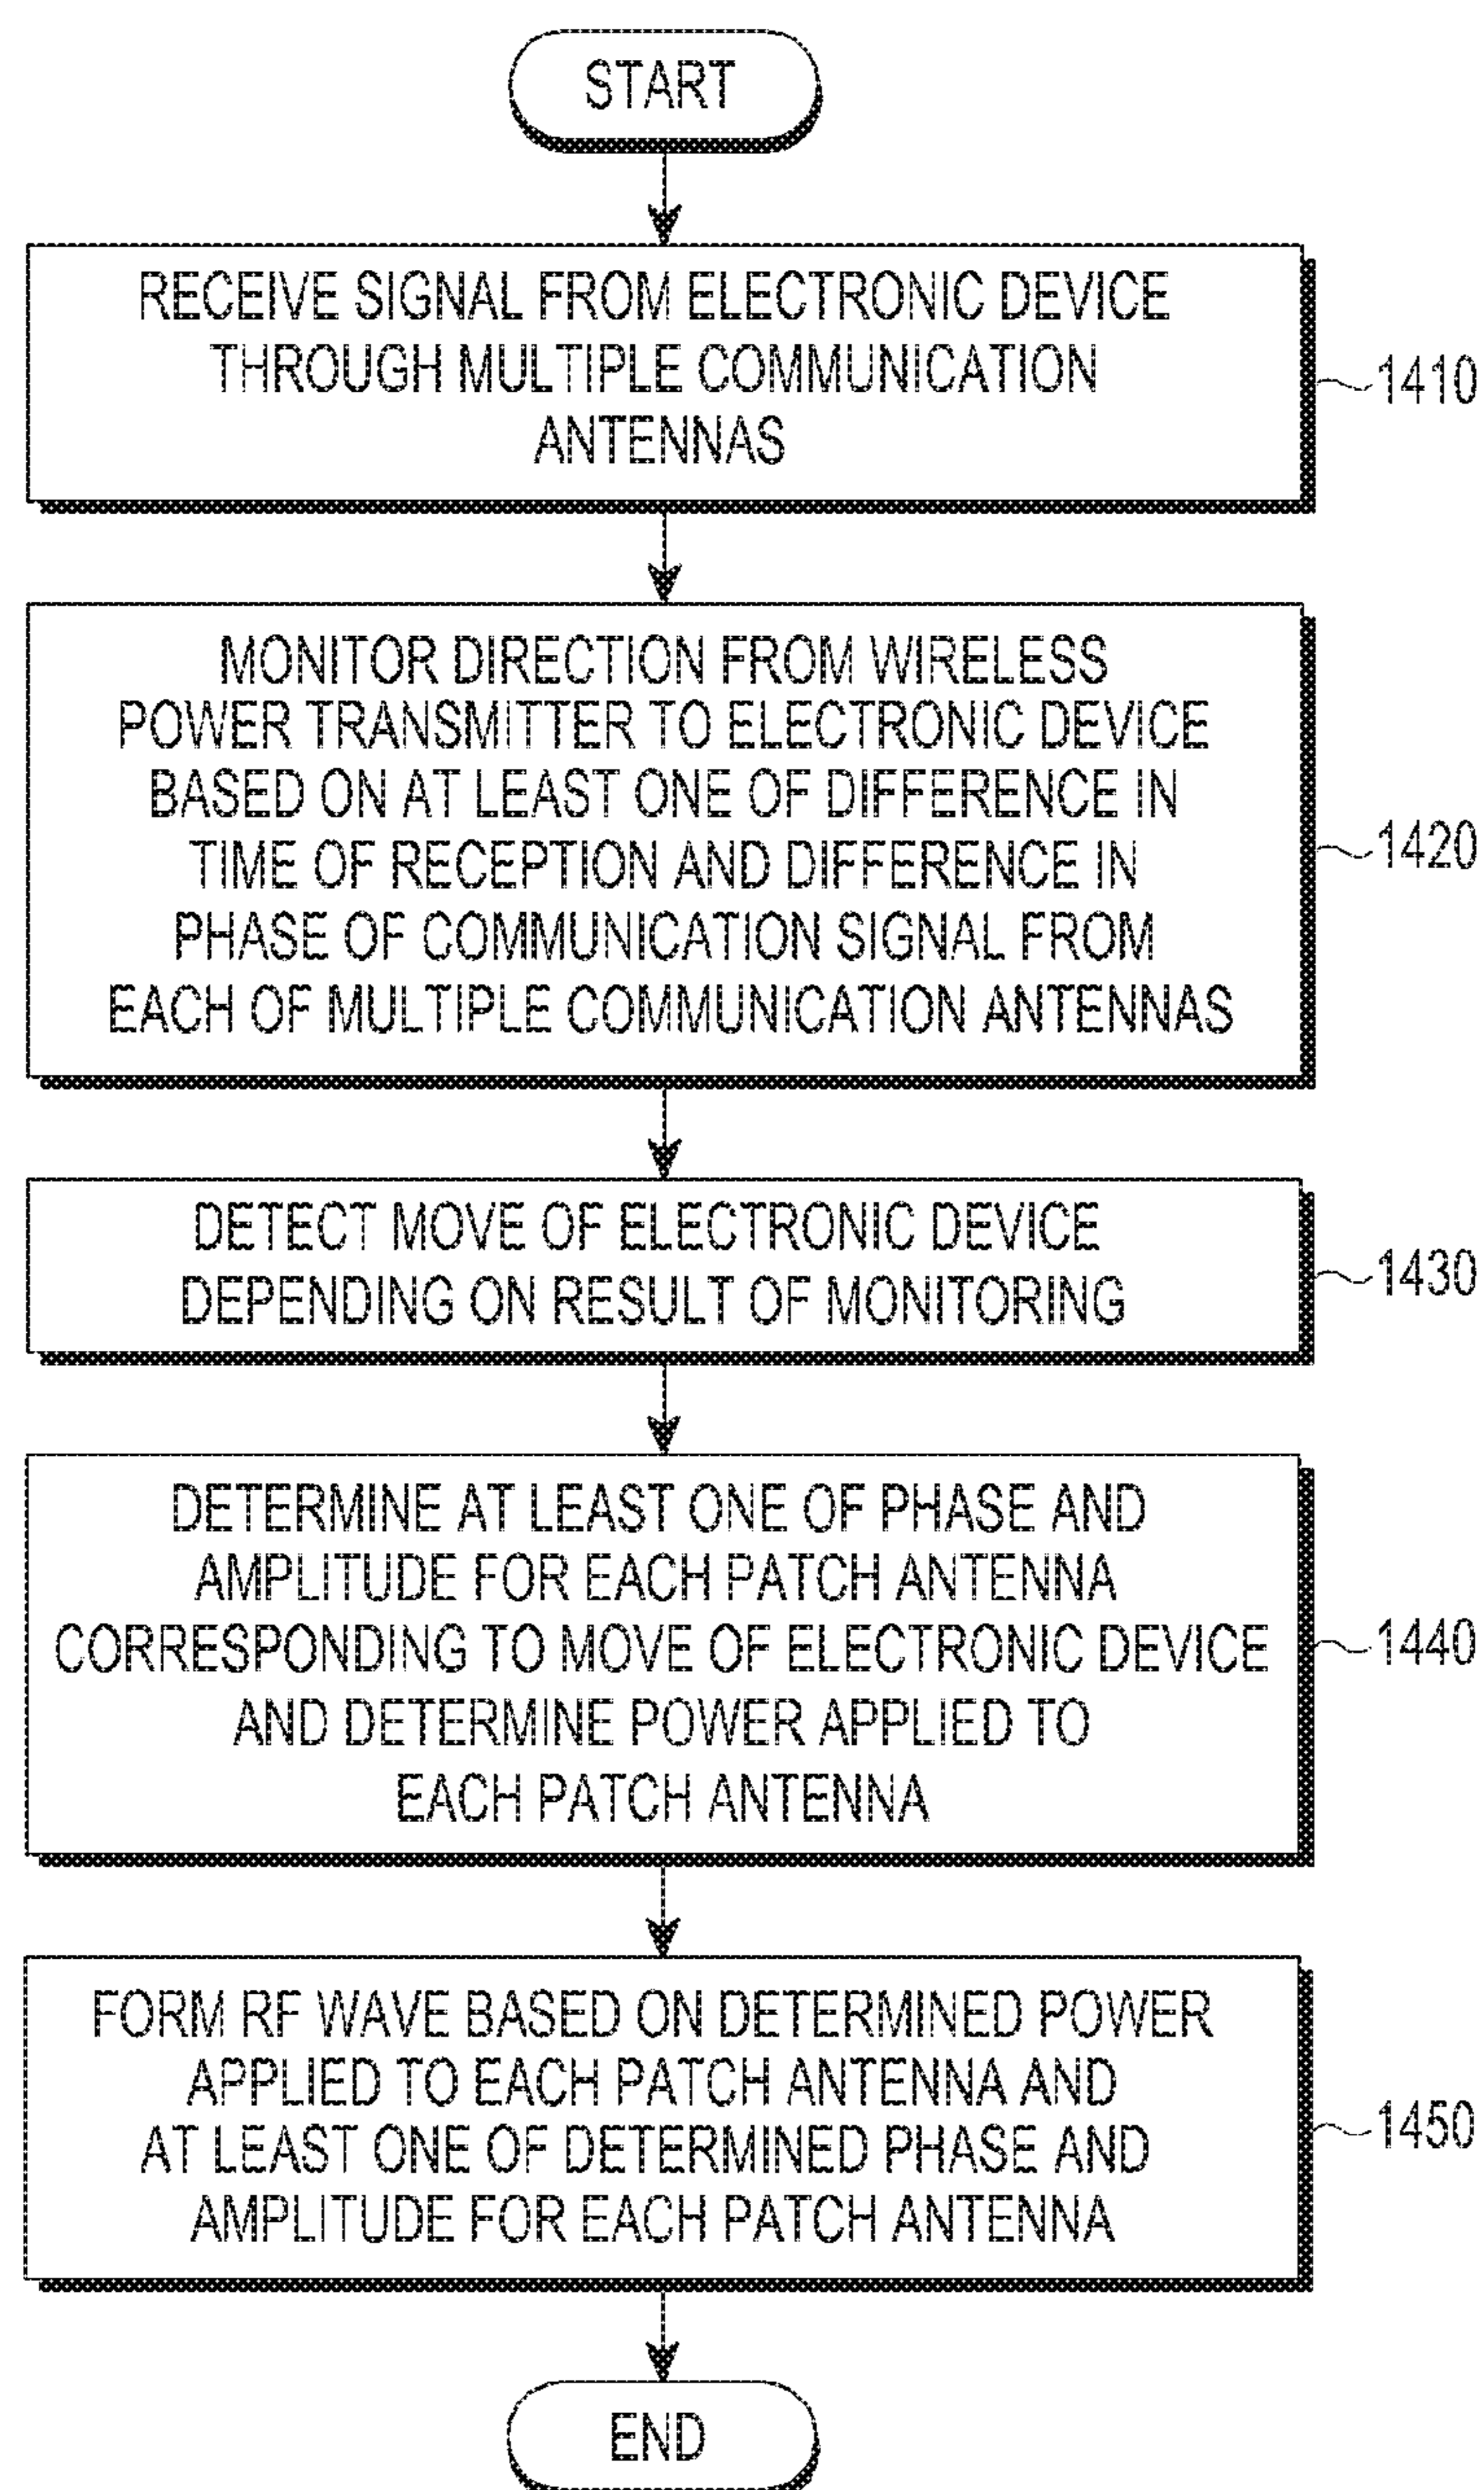 START
RECEIVE SIGNAL FROM ELECTRONIC DEVICE
THROUGH MULTIPLE COMMUNICATION
ANTENNAS
1410
MONITOR DIRECTION FROM WIRELESS
POWER TRANSMITTER TO ELECTRONIC DEVICE
BASED ON AT LEAST ONE OF DIFFERENCE IN
TIME OF RECEPTION AND DIFFERENCE IN
PHASE OF COMMUNICATION SIGNAL FROM
EACH OF MULTIPLE COMMUNICATION ANTENNAS
1420
DETECT MOVE OF ELECTRONIC DEVICE
DEPENDING ON RESULT OF MONITORING
1430
DETERMINE AT LEAST ONE OF PHASE AND
AMPLITUDE FOR EACH PATCH ANTENNA
CORRESPONDING TO MOVE OF ELECTRONIC DEVICE
AND DETERMINE POWER APPLIED TO
EACH PATCH ANTENNA
1440
FORM RF WAVE BASED ON DETERMINED POWER
APPLIED TO EACH PATCH ANTENNA AND
AT LEAST ONE OF DETERMINED PHASE AND
AMPLITUDE FOR EACH PATCH ANTENNA
1450
END